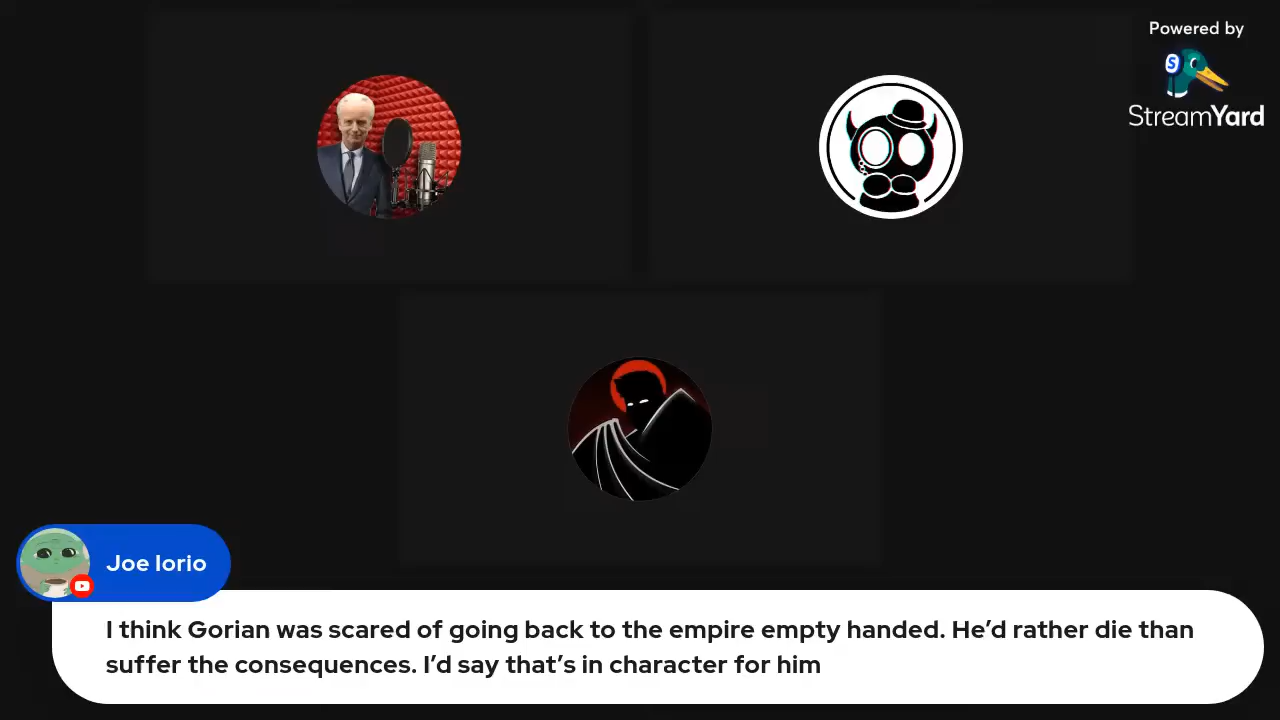 Powered by
StreamYard
Joe Iorio
I think Gorian was scared of going back to the empire empty handed. He’d rather die than
suffer the consequences. I’d say that’s in character for him